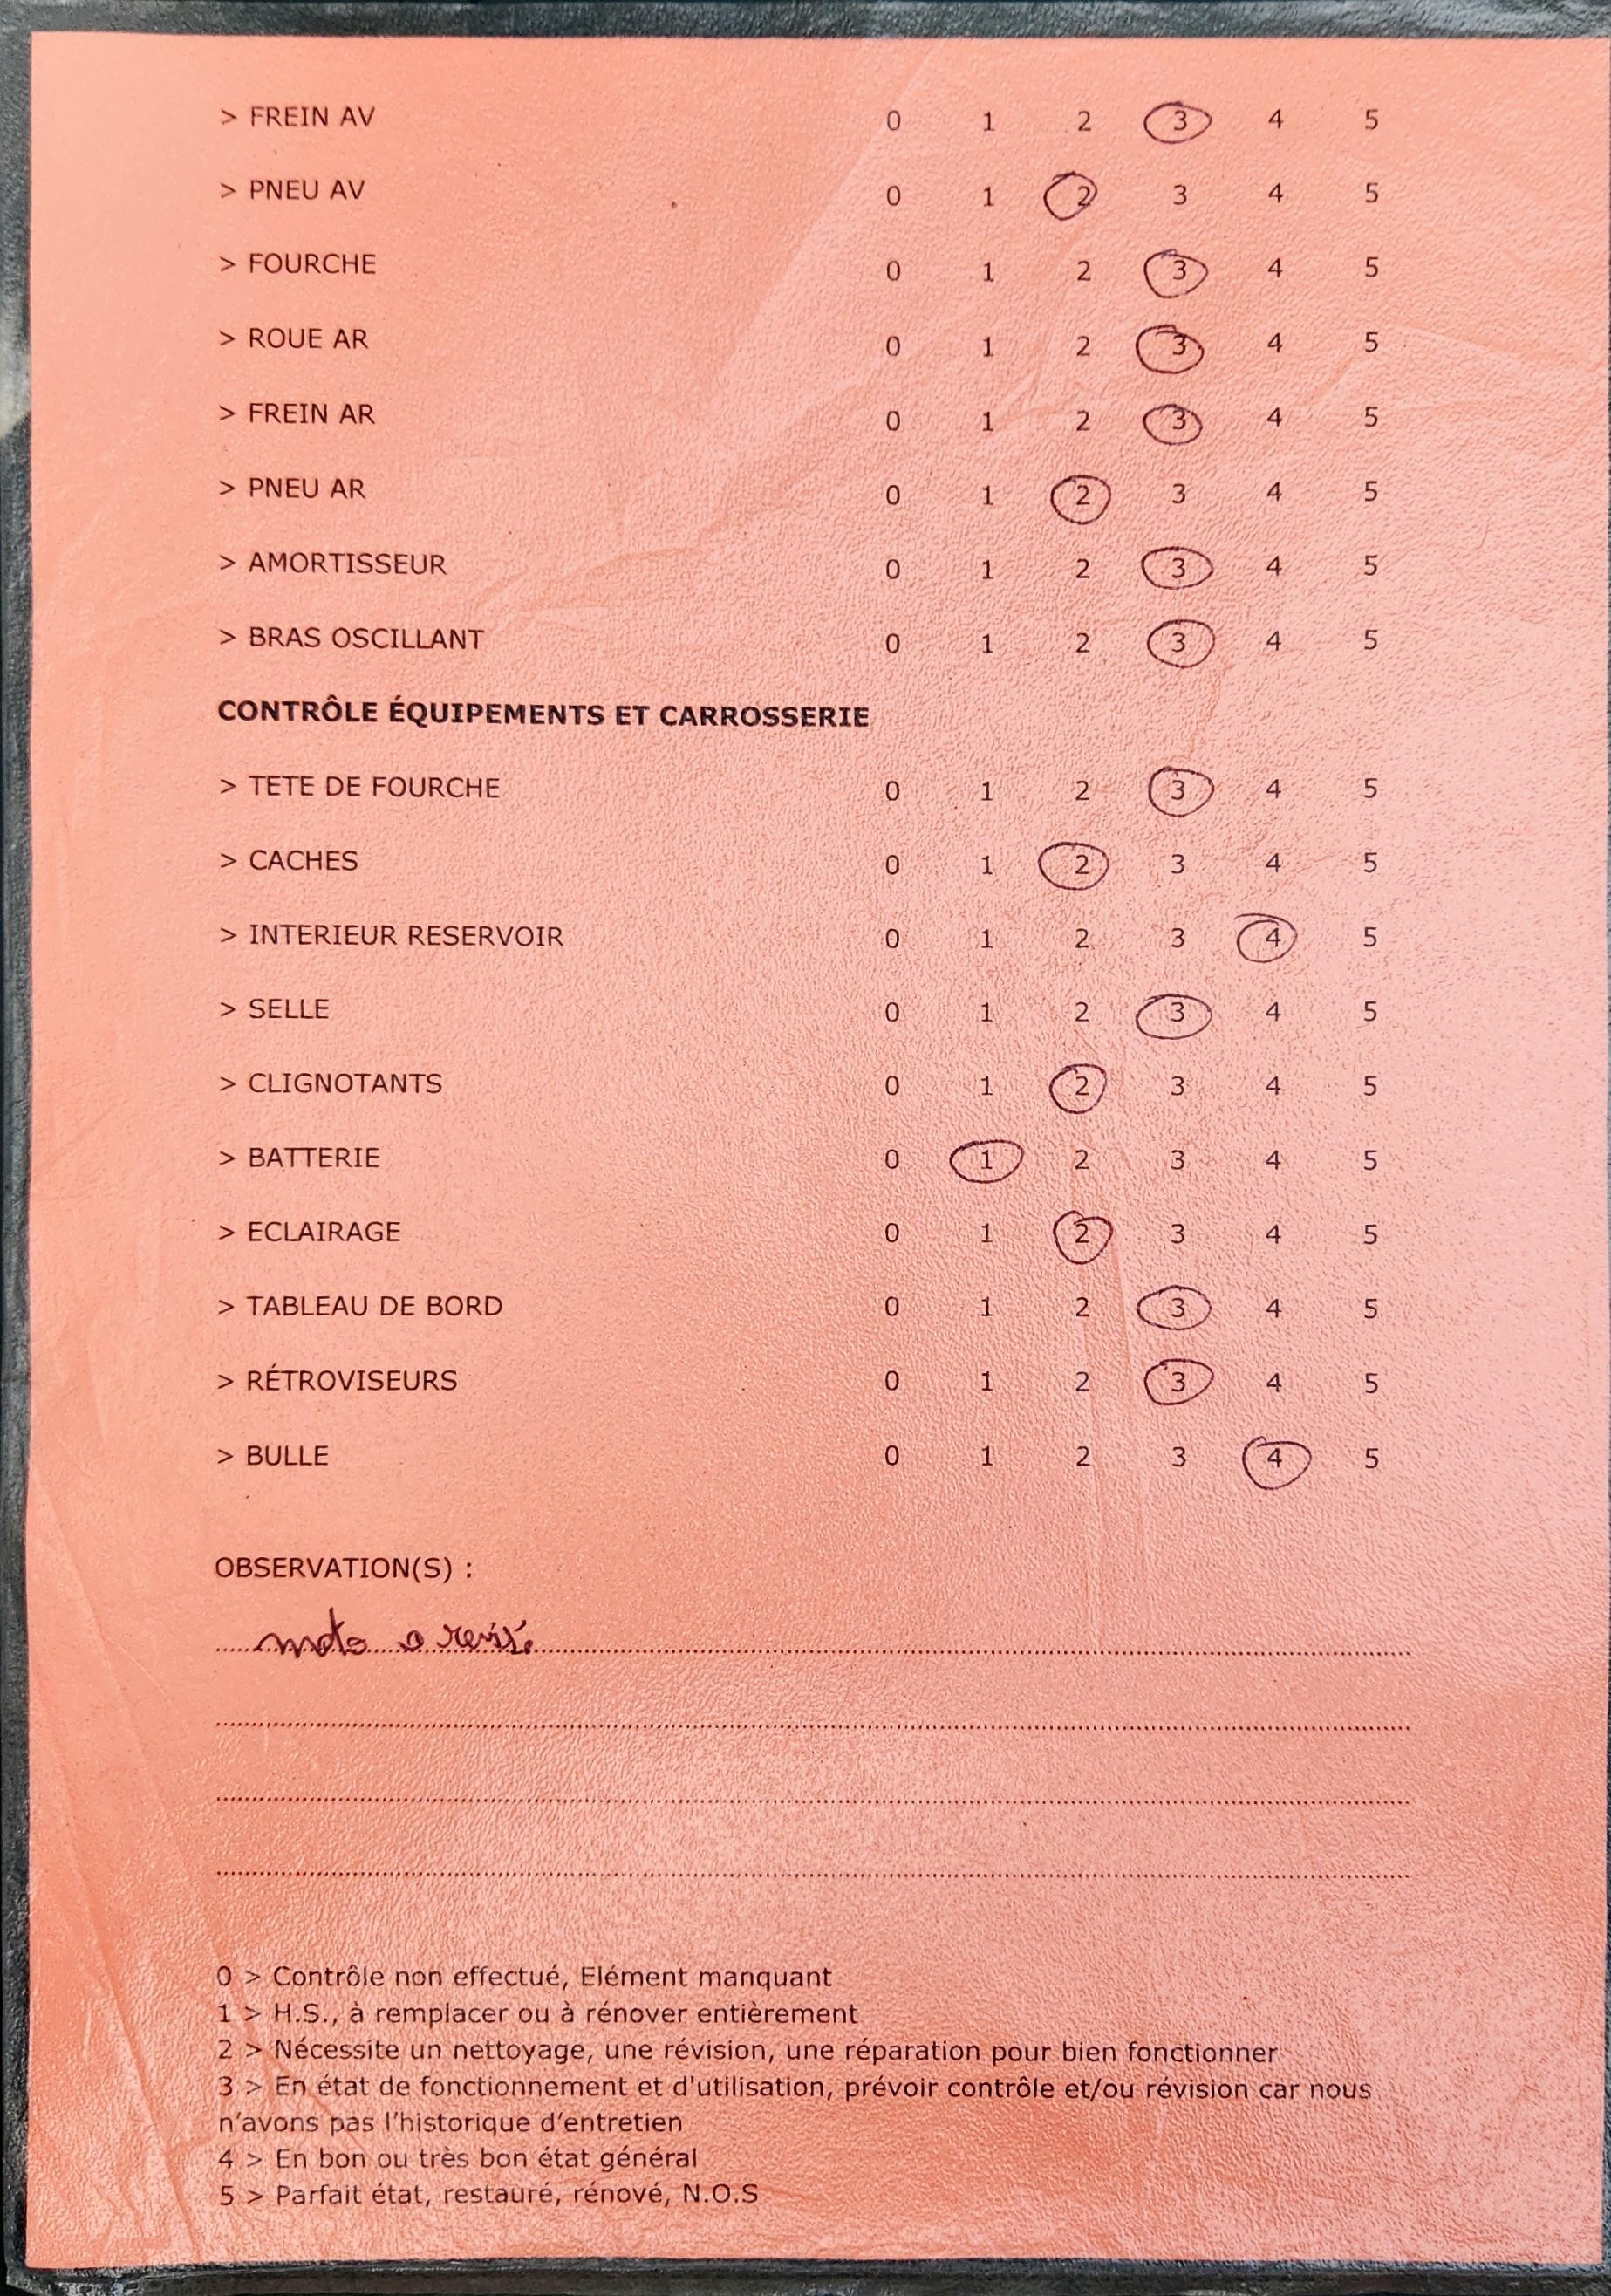 > FREIN AV 0 1 2 3 4 5
> PNEU AV 0 1 2 3 4 5
> FOURCHE 0 1 2 3 4 5
> ROUE AR 0 1 2 3 4 5
> FREIN AR 0 1 2 3 4 5
> PNEU AR 0 1 2 3 4 5
> AMORTISSEUR 0 1 2 3 4 5
> BRAS OSCILLANT 0 1 2 3 4 5
CONTRÔLE ÉQUIPEMENTS ET CARROSSERIE
> TETE DE FOURCHE 0 1 2 3 4 5
> CACHES 0 1 2 3 4 5
> INTERIEUR RESERVOIR 0 1 2 3 4 5
> SELLE 0 1 2 3 4 5
> CLIGNOTANTS 0 1 2 3 4 5
> BATTERIE 0 1 2 3 4 5
> ECLAIRAGE 0 1 2 3 4 5
> TABLEAU DE BORD 0 1 2 3 4 5
> RÉTROVISEURS 0 1 2 3 4 5
> BULLE 0 1 2 3 4 5
OBSERVATION(S) :
moto a
0 > Contrôle non effectué, Elément manquant
1 > H.S., à remplacer ou à rénover entièrement
2 > Nécessite un nettoyage, une révision, une réparation pour bien fonctionner
3 > En état de fonctionnement et d'utilisation, prévoir contrôle et/ou révision car nous
n'avons pas l'historique d'entretien
4 > En bon ou très bon état général
5 > Parfait état, restauré, rénové, N.O.S